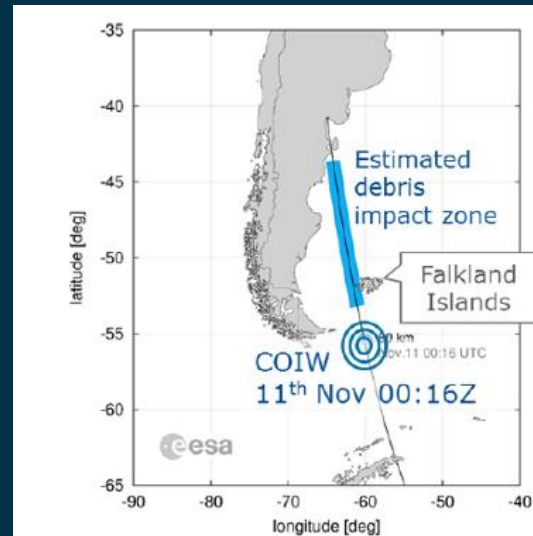 -35
-40
-45
-50
-55
-60
-65
latitude [deg]
Estimated
debris
impact zone
Falkland
Islands
km
Nov.11 00:16 UTC
COIW
11th Nov 00:16Z
esa
-90 -80 -70 -60 -50 -40
longitude [deg]